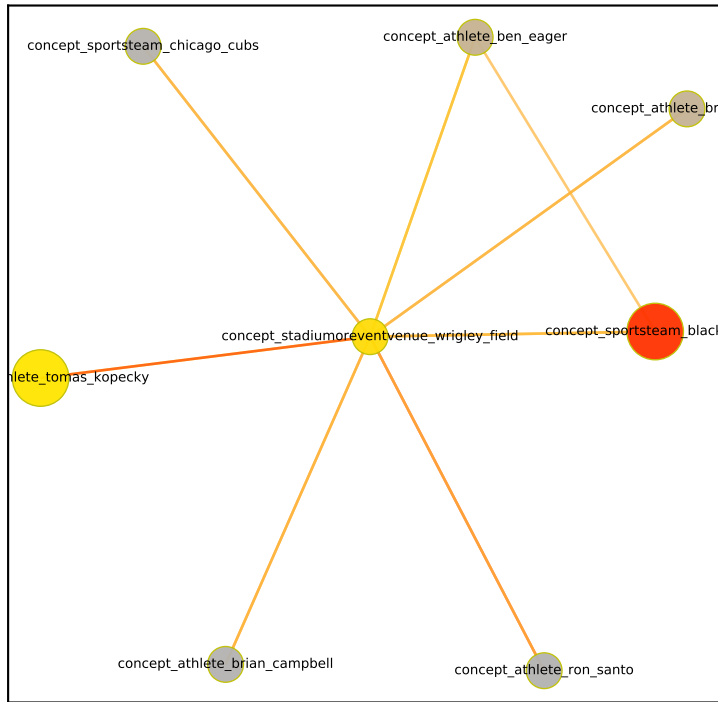 concept_athlete_ben_eager
concept_sportsteam_chicago_cubs
concept_athlete_br
concept_sportsteam_black
concept_stadiumoreventvenue_wrigley_field
hlete_tomas_kopecky
concept_athlete_brian_campbell
concept_athlete_ron_santo